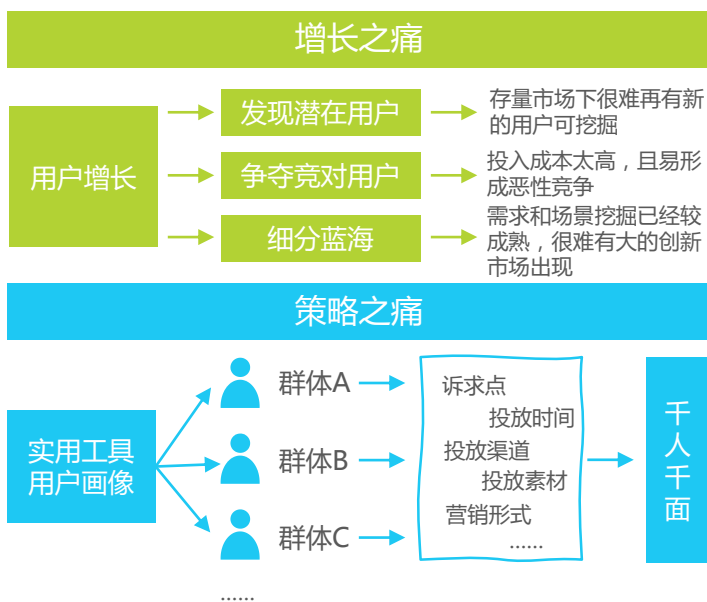 增长之痛
用户增长
发现潜在用户
存量市场下很难再有新
的用户可挖掘
争夺竞对用户
投入成本太高，且易形
成恶性竞争
细分蓝海
需求和场景挖掘已经较
成熟，很难有大的创新
市场出现
策略之痛
实用工具
用户画像
群体A
群体B
群体C
......
诉求点
投放时间
投放渠道
投放素材
营销形式
......
千
人
千
面